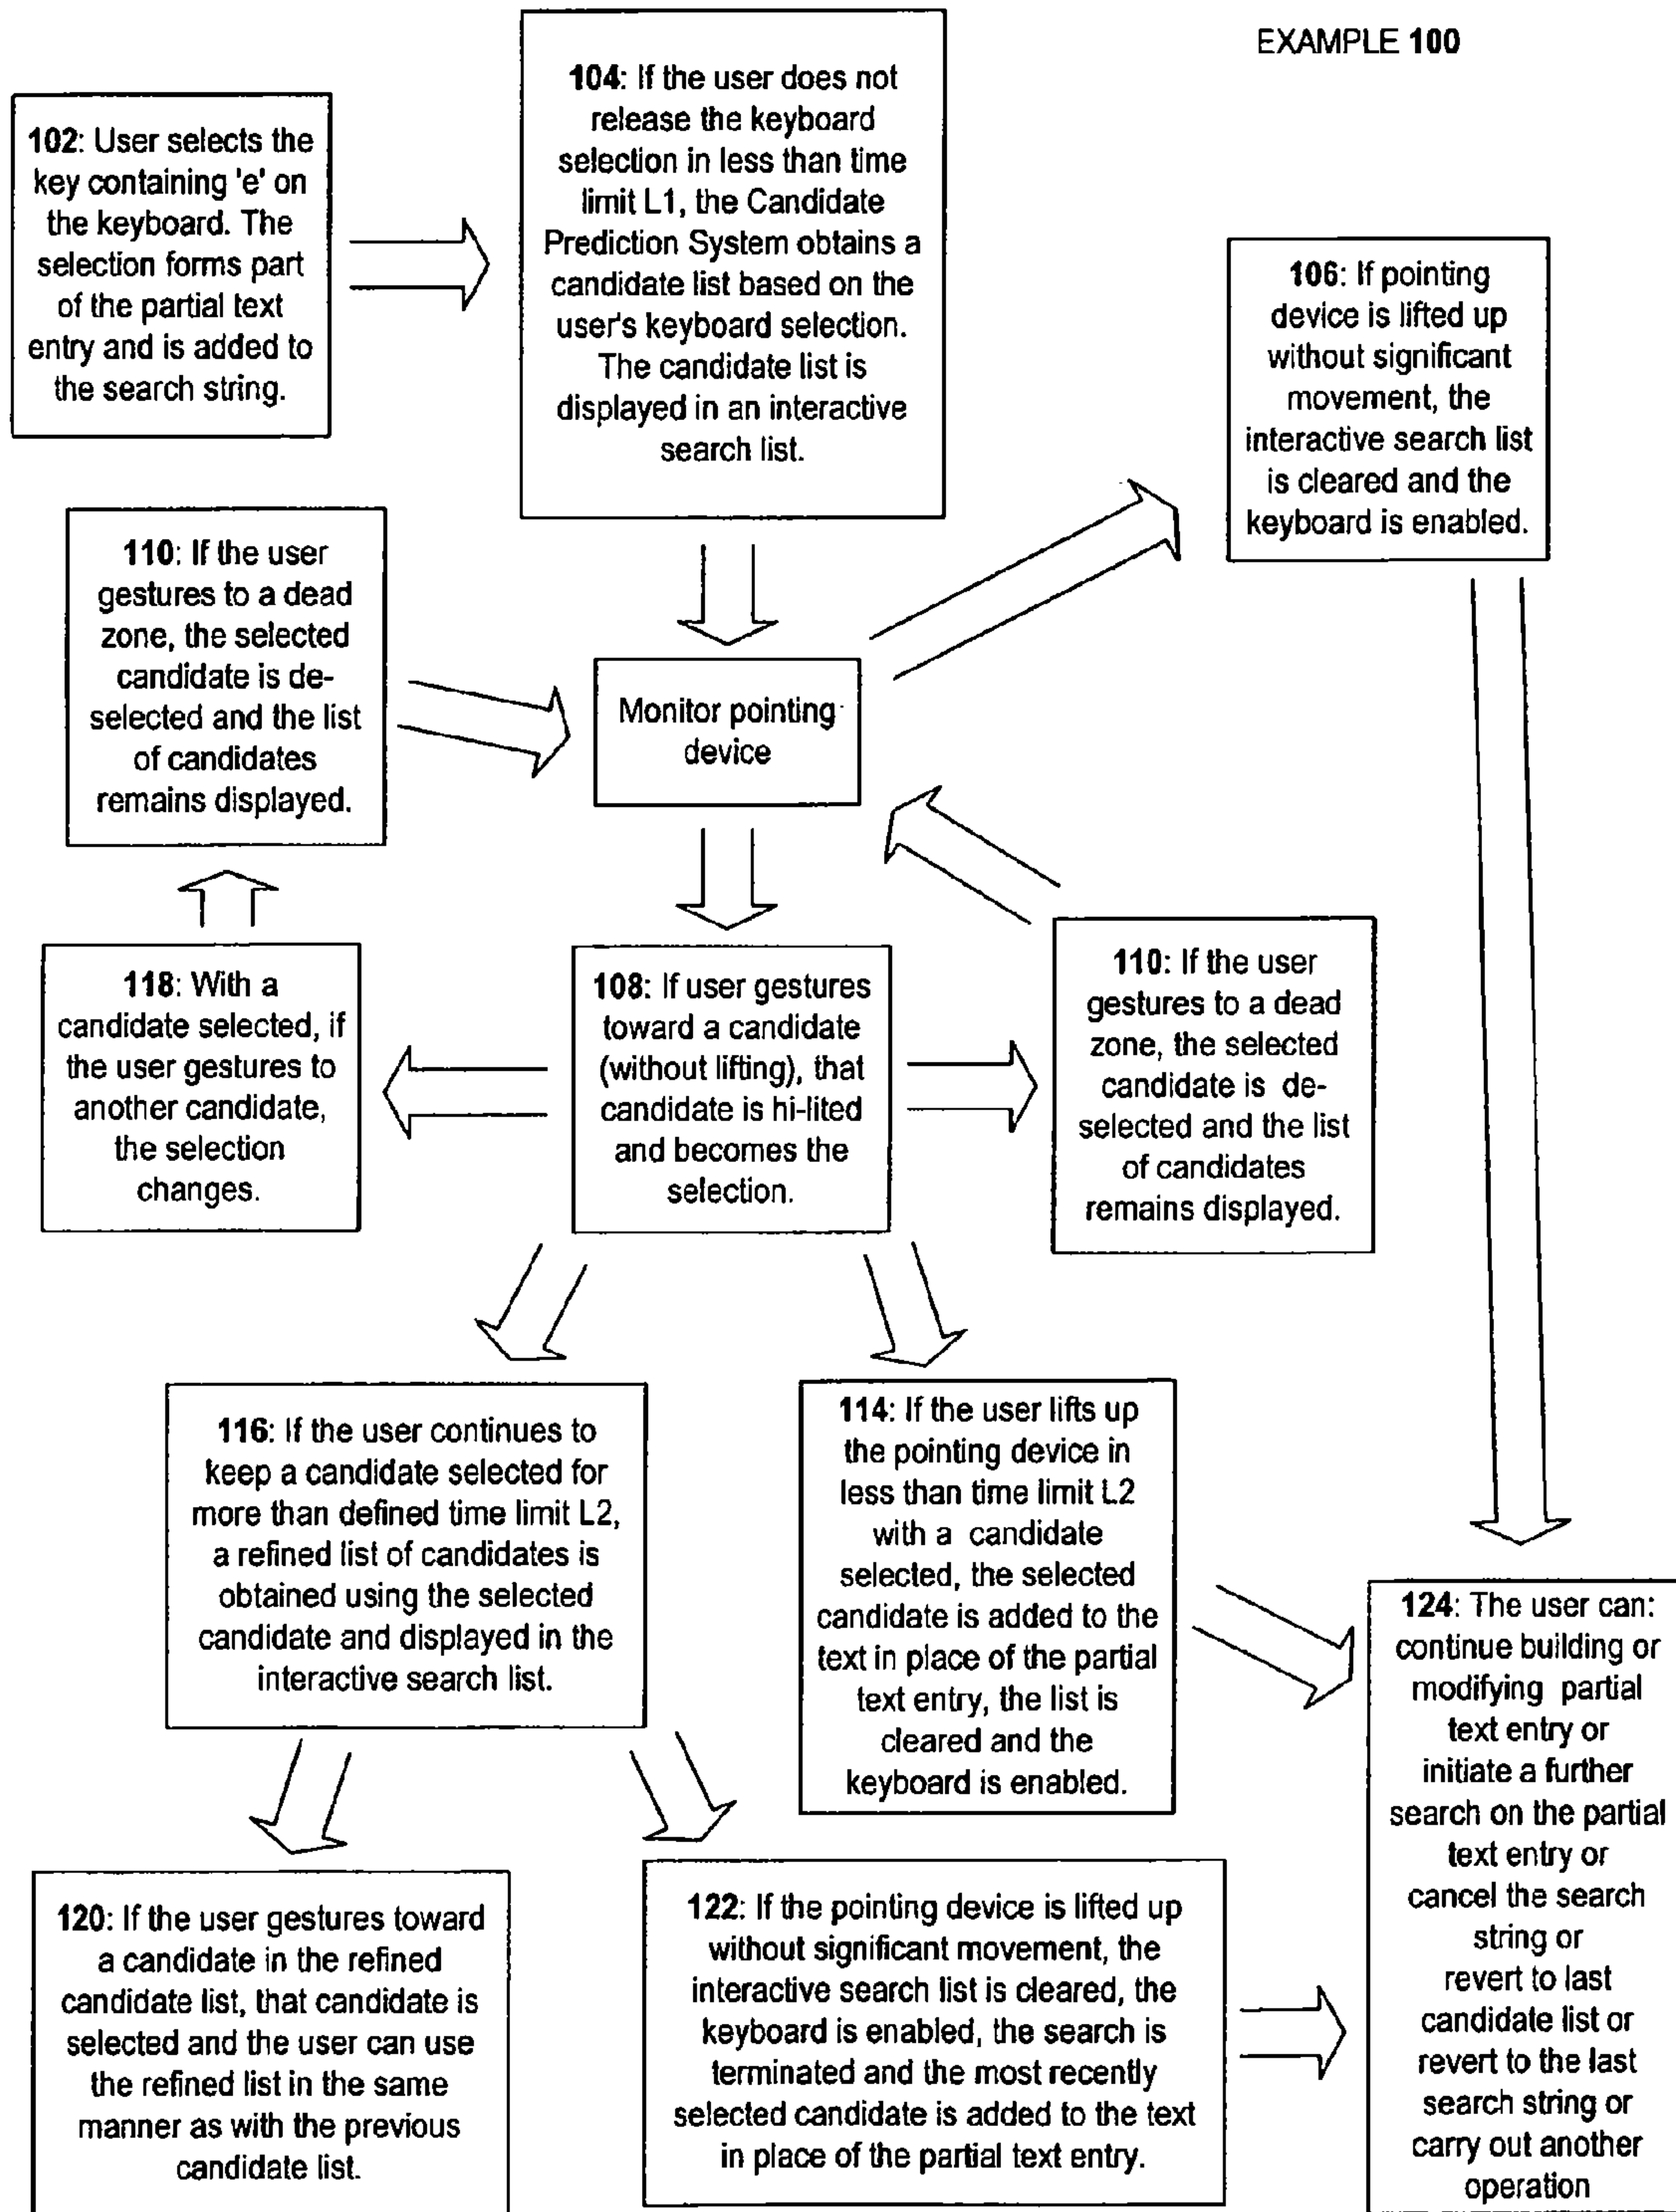 EXAMPLE 100
102: User selects the
key containing 'e' on
the keyboard. The
selection forms part
of the partial text
entry and is added to
the search string.
104: If the user does not
release the keyboard
selection in less than time
limit L1, the Candidate
Prediction System obtains a
candidate list based on the
user's keyboard selection.
The candidate list is
displayed in an interactive
search list.
106: If pointing
device is lifted up
without significant
movement, the
interactive search list
is cleared and the
keyboard is enabled.
110: If the user
gestures to a dead
zone, the selected
candidate is de-
selected and the list
of candidates
remains displayed.
Monitor pointing
device
118: With a
candidate selected, if
the user gestures to
another candidate,
the selection
changes.
108: If user gestures
toward a candidate
(without lifting), that
candidate is hi-lited
and becomes the
selection.
110: If the user
gestures to a dead
zone, the selected
candidate is de-
selected and the list
of candidates
remains displayed.
116: If the user continues to
keep a candidate selected for
more than defined time limit L2,
a refined list of candidates is
obtained using the selected
candidate and displayed in the
interactive search list.
114: If the user lifts up
the pointing device in
less than time limit L2
with a candidate
selected, the selected
candidate is added to the
text in place of the partial
text entry, the list is
cleared and the
keyboard is enabled.
124: The user can:
continue building or
modifying partial
text entry or
initiate a further
search on the partial
text entry or
cancel the search
string or
revert to last
candidate list or
revert to the last
search string or
carry out another
operation
120: If the user gestures toward
a candidate in the refined
candidate list, that candidate is
selected and the user can use
the refined list in the same
manner as with the previous
candidate list.
122: If the pointing device is lifted up
without significant movement, the
interactive search list is cleared, the
keyboard is enabled, the search is
terminated and the most recently
selected candidate is added to the text
in place of the partial text entry.